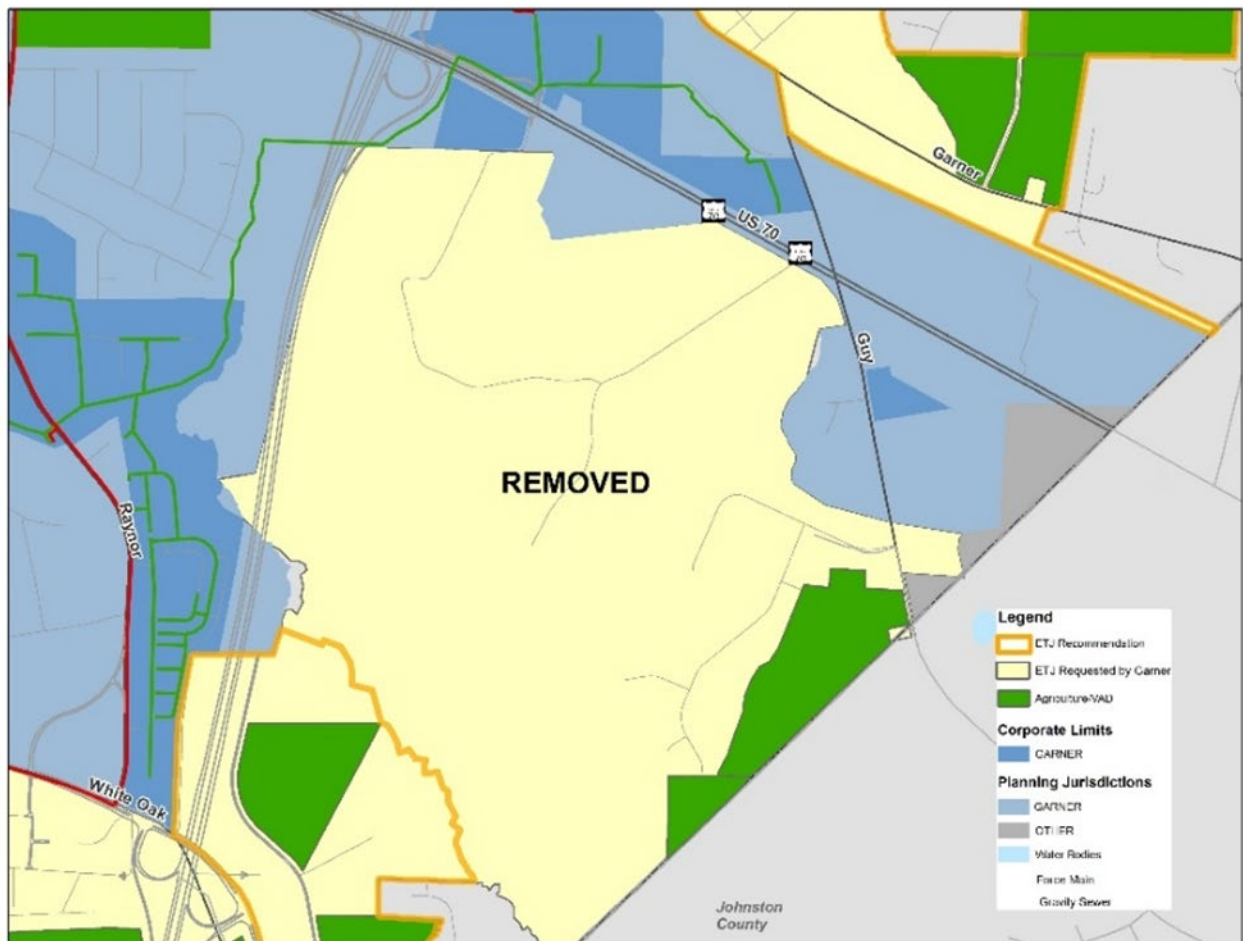 Garner
US 70
Guy
REMOVED
Raynor
White Oak
Legend
ETJ Recommendation
ETJ Requested by Garner
Agriculture/VAD
Corporate Limits
GARNER
Planning Jurisdictions
GARNER
OTHER
Water Bodies
Force Main
Gravity Sewer
Johnston
County